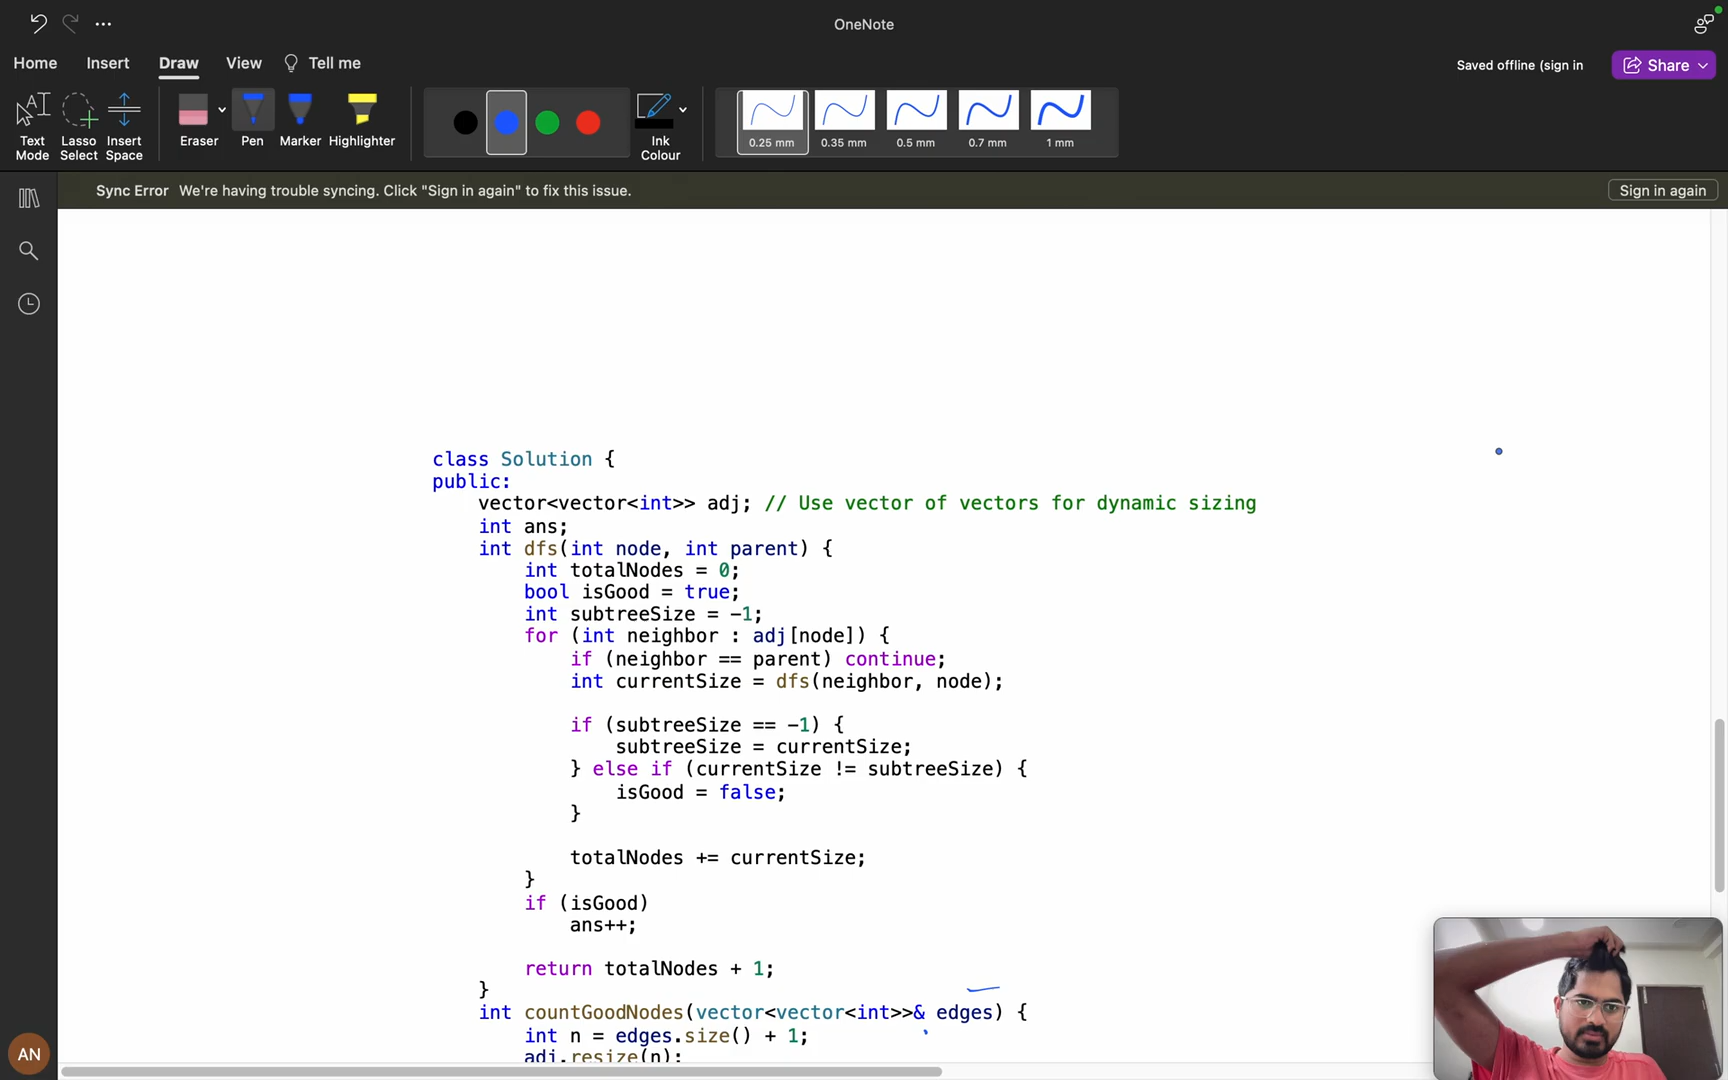 OneNote
Home Insert Draw View Tell me
Saved offline (sign in
Share
Text Mode
Lasso Select
Insert Space
Eraser
Pen
Marker
Highlighter
Ink Colour
0.25 mm
0.35 mm
0.5 mm
0.7 mm
1 mm
Sync Error We're having trouble syncing. Click "Sign in again" to fix this issue.
Sign in again
class Solution {
public:
    vector<vector<int>> adj; // Use vector of vectors for dynamic sizing
    int ans;
    int dfs(int node, int parent) {
        int totalNodes = 0;
        bool isGood = true;
        int subtreeSize = -1;
        for (int neighbor : adj[node]) {
            if (neighbor == parent) continue;
            int currentSize = dfs(neighbor, node);
            if (subtreeSize == -1) {
                subtreeSize = currentSize;
            } else if (currentSize != subtreeSize) {
                isGood = false;
            }
            totalNodes += currentSize;
        }
        if (isGood)
            ans++;
        return totalNodes + 1;
    }
    int countGoodNodes(vector<vector<int>>& edges) {
        int n = edges.size() + 1;
        adj.resize(n);
AN